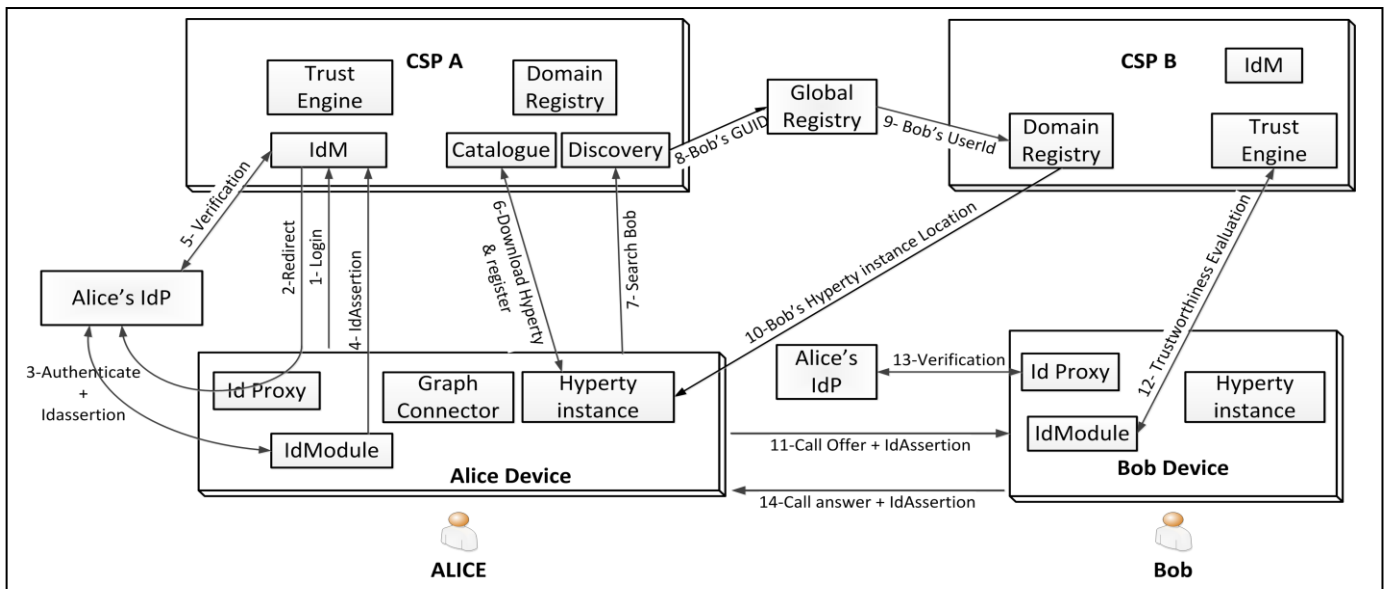 CSP A
Trust
Engine
Domain
Registry
IdM
Catalogue
Discovery
8-Bob's GUID
Global
Registry
9- Bob's UserId
CSP B
IdM
Domain
Registry
Trust
Engine
5- Verification
2-Redirect
1- Login
4- IdAssertion
6-Download Hyperty
& register
7- Search Bob
10-Bob's Hyperty instance Location
12- Trustworthiness Evaluation
Alice's IdP
3-Authenticate
+
Idassertion
Id Proxy
Graph
Connector
Hyperty
instance
IdModule
Alice Device
Alice's
IdP
13-Verification
Id Proxy
Hyperty
instance
IdModule
Bob Device
11-Call Offer + IdAssertion
14-Call answer + IdAssertion
ALICE
Bob